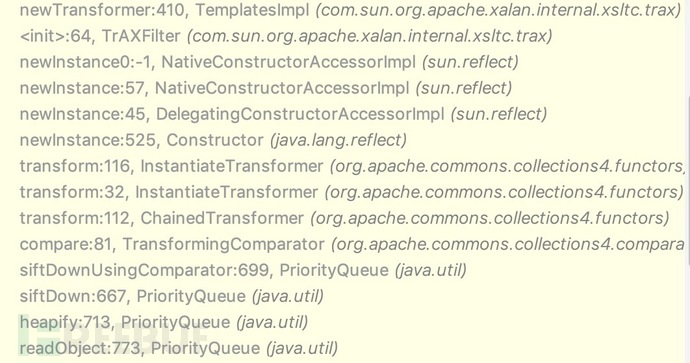 newTransformer:410, TemplatesImpl (com.sun.org.apache.xalan.internal.xsltc.trax)
<init>:64, TrAXFilter (com.sun.org.apache.xalan.internal.xsltc.trax)
newInstance0:-1, NativeConstructorAccessorImpl (sun.reflect)
newInstance:57, NativeConstructorAccessorImpl (sun.reflect)
newInstance:45, DelegatingConstructorAccessorImpl (sun.reflect)
newInstance:525, Constructor (java.lang.reflect)
transform:116, InstantiateTransformer (org.apache.commons.collections4.functors)
transform:32, InstantiateTransformer (org.apache.commons.collections4.functors)
transform:112, ChainedTransformer (org.apache.commons.collections4.functors)
compare:81, TransformingComparator (org.apache.commons.collections4.compara
siftDownUsingComparator:699, PriorityQueue (java.util)
siftDown:667, PriorityQueue (java.util)
heapify:713, PriorityQueue (java.util)
readObject:773, PriorityQueue (java.util)